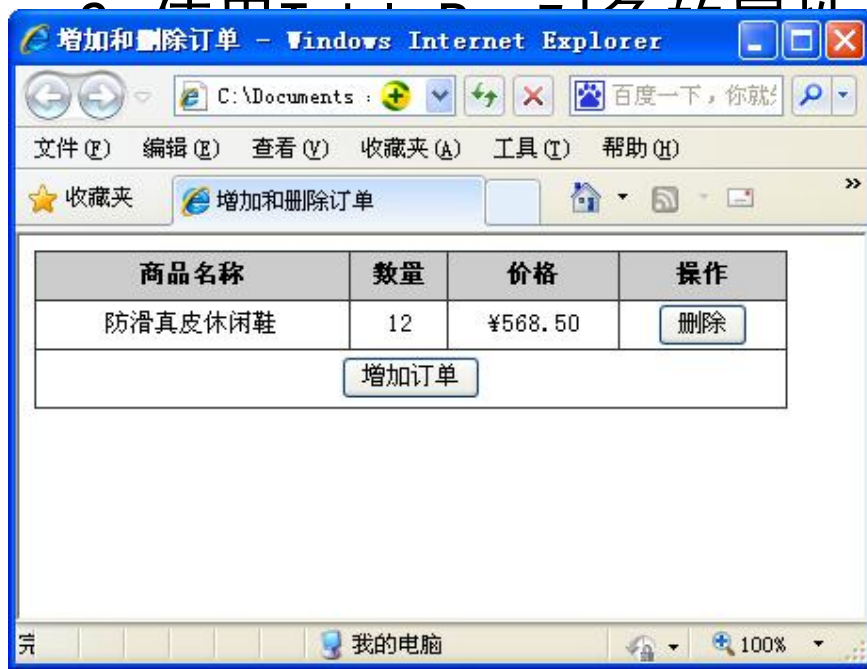 增加和删除订单 - Windows Internet Explorer
C:\Documents
百度一下，你就
文件(F) 编辑(E) 查看(V) 收藏夹(A) 工具(T) 帮助(H)
收藏夹 增加和删除订单 »
商品名称 数量 价格 操作
防滑真皮休闲鞋 12 ¥568.50 删除
增加订单
我的电脑 100%